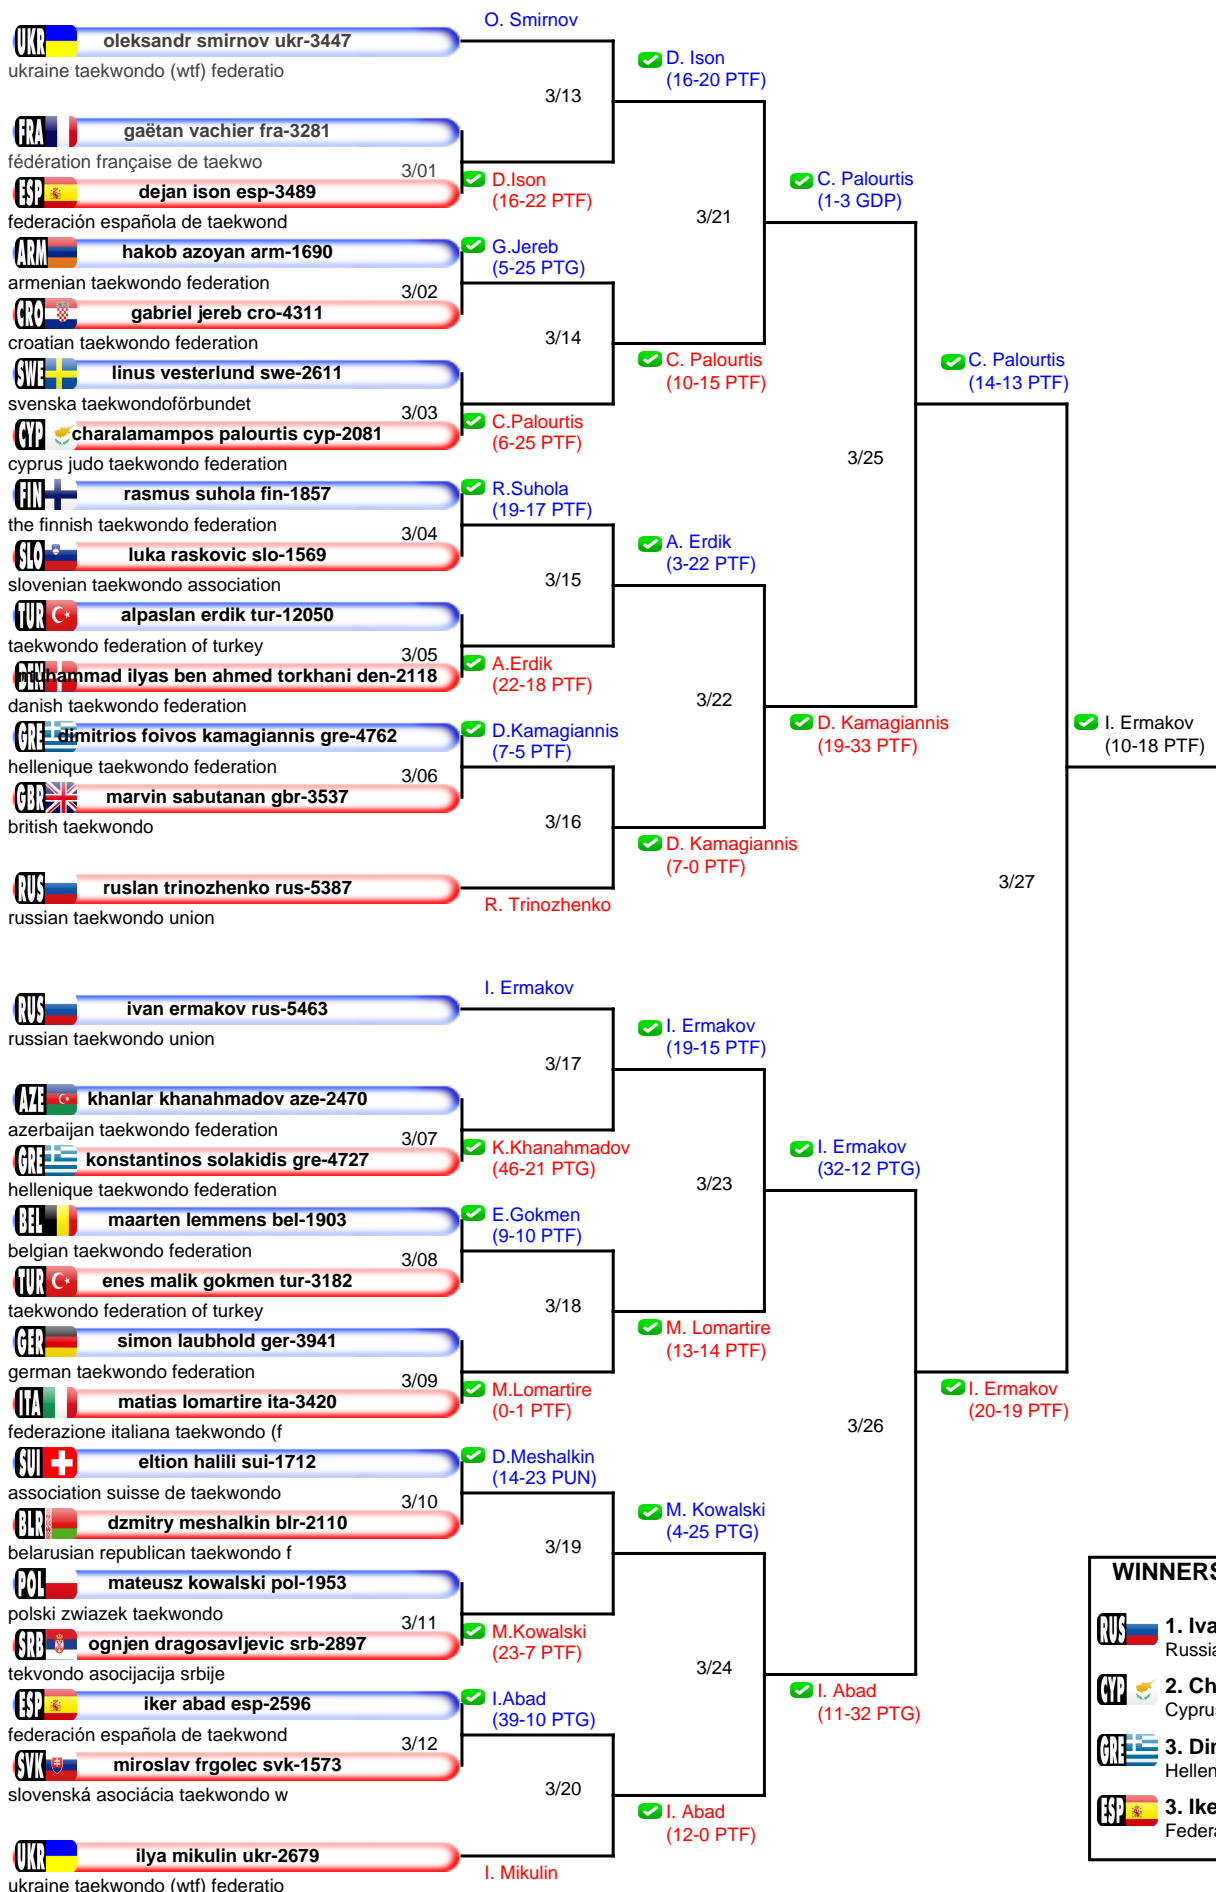 O. Smirnov
UKR oleksandr smirnov ukr-3447
ukraine taekwondo (wtf) federatio
D. Ison
(16-20 PTF)
3/13
FRA gaëtan vachier fra-3281
fédération française de taekwo
3/01
ESP dejan ison esp-3489
federación española de taekwond
D.Ison
(16-22 PTF)
C. Palourtis
(1-3 GDP)
3/21
ARM hakob azoyan arm-1690
armenian taekwondo federation
G.Jereb
(5-25 PTG)
3/02
CRO gabriel jereb cro-4311
croatian taekwondo federation
3/14
C. Palourtis
(10-15 PTF)
C. Palourtis
(14-13 PTF)
SWE linus vesterlund swe-2611
svenska taekwondoförbundet
3/03
CYP charalamampos palourtis cyp-2081
cyprus judo taekwondo federation
C.Palourtis
(6-25 PTF)
3/25
FIN rasmus suhola fin-1857
the finnish taekwondo federation
R.Suhola
(19-17 PTF)
3/04
SLO luka raskovic slo-1569
slovenian taekwondo association
A. Erdik
(3-22 PTF)
3/15
TUR alpaslan erdik tur-12050
taekwondo federation of turkey
3/05
DEN muhammad ilyas ben ahmed torkhani den-2118
danish taekwondo federation
A.Erdik
(22-18 PTF)
3/22
D. Kamagiannis
(19-33 PTF)
I. Ermakov
(10-18 PTF)
GRE dimitrios foivos kamagiannis gre-4762
hellenique taekwondo federation
D.Kamagiannis
(7-5 PTF)
3/06
GBR marvin sabutanan gbr-3537
british taekwondo
3/16
D. Kamagiannis
(7-0 PTF)
3/27
RUS ruslan trinozhenko rus-5387
russian taekwondo union
R. Trinozhenko
I. Ermakov
RUS ivan ermakov rus-5463
russian taekwondo union
I. Ermakov
(19-15 PTF)
3/17
AZE khanlar khanahmadov aze-2470
azerbaijan taekwondo federation
3/07
GRE konstantinos solakidis gre-4727
hellenique taekwondo federation
K.Khanahmadov
(46-21 PTG)
I. Ermakov
(32-12 PTG)
3/23
BEL maarten lemmens bel-1903
belgian taekwondo federation
E.Gokmen
(9-10 PTF)
3/08
TUR enes malik gokmen tur-3182
taekwondo federation of turkey
3/18
M. Lomartire
(13-14 PTF)
GER simon laubhold ger-3941
german taekwondo federation
3/09
ITA matias lomartire ita-3420
federazione italiana taekwondo (f
M.Lomartire
(0-1 PTF)
I. Ermakov
(20-19 PTF)
3/26
SUI eltion halili sui-1712
association suisse de taekwondo
D.Meshalkin
(14-23 PUN)
3/10
BLR dzmitry meshalkin blr-2110
belarusian republican taekwondo f
M. Kowalski
(4-25 PTG)
3/19
POL mateusz kowalski pol-1953
polski zwiazek taekwondo
3/11
SRB ognjen dragosavljevic srb-2897
tekvondo asocijacija srbije
M.Kowalski
(23-7 PTF)
3/24
I. Abad
(11-32 PTG)
ESP iker abad esp-2596
federación española de taekwond
I.Abad
(39-10 PTG)
3/12
SVK miroslav frgolec svk-1573
slovenská asociácia taekwondo w
3/20
I. Abad
(12-0 PTF)
UKR ilya mikulin ukr-2679
ukraine taekwondo (wtf) federatio
I. Mikulin
WINNERS
RUS 1. Iva
Russia
CYP 2. Ch
Cyprus
GRE 3. Dir
Hellen
ESP 3. Ike
Federa